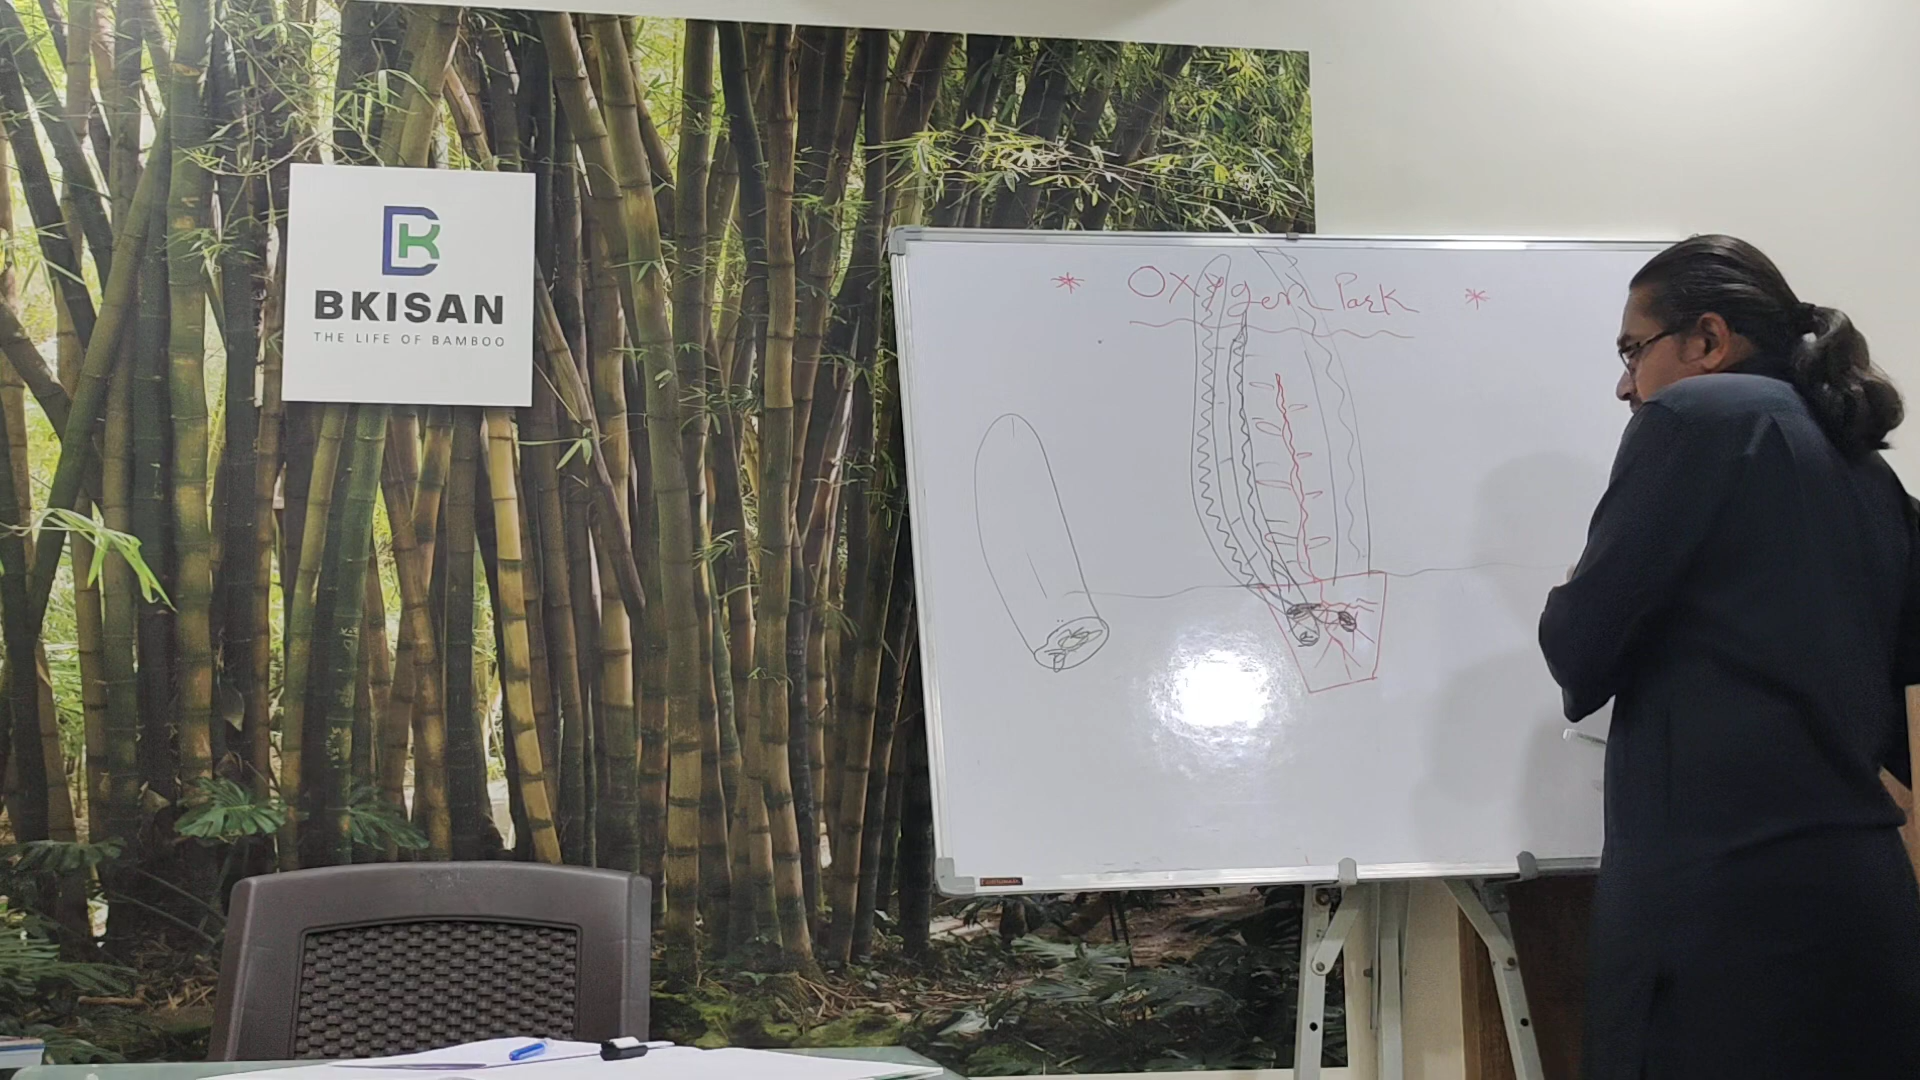 BKISAN
THE LIFE OF BAMBOO
* Oxygen Park *